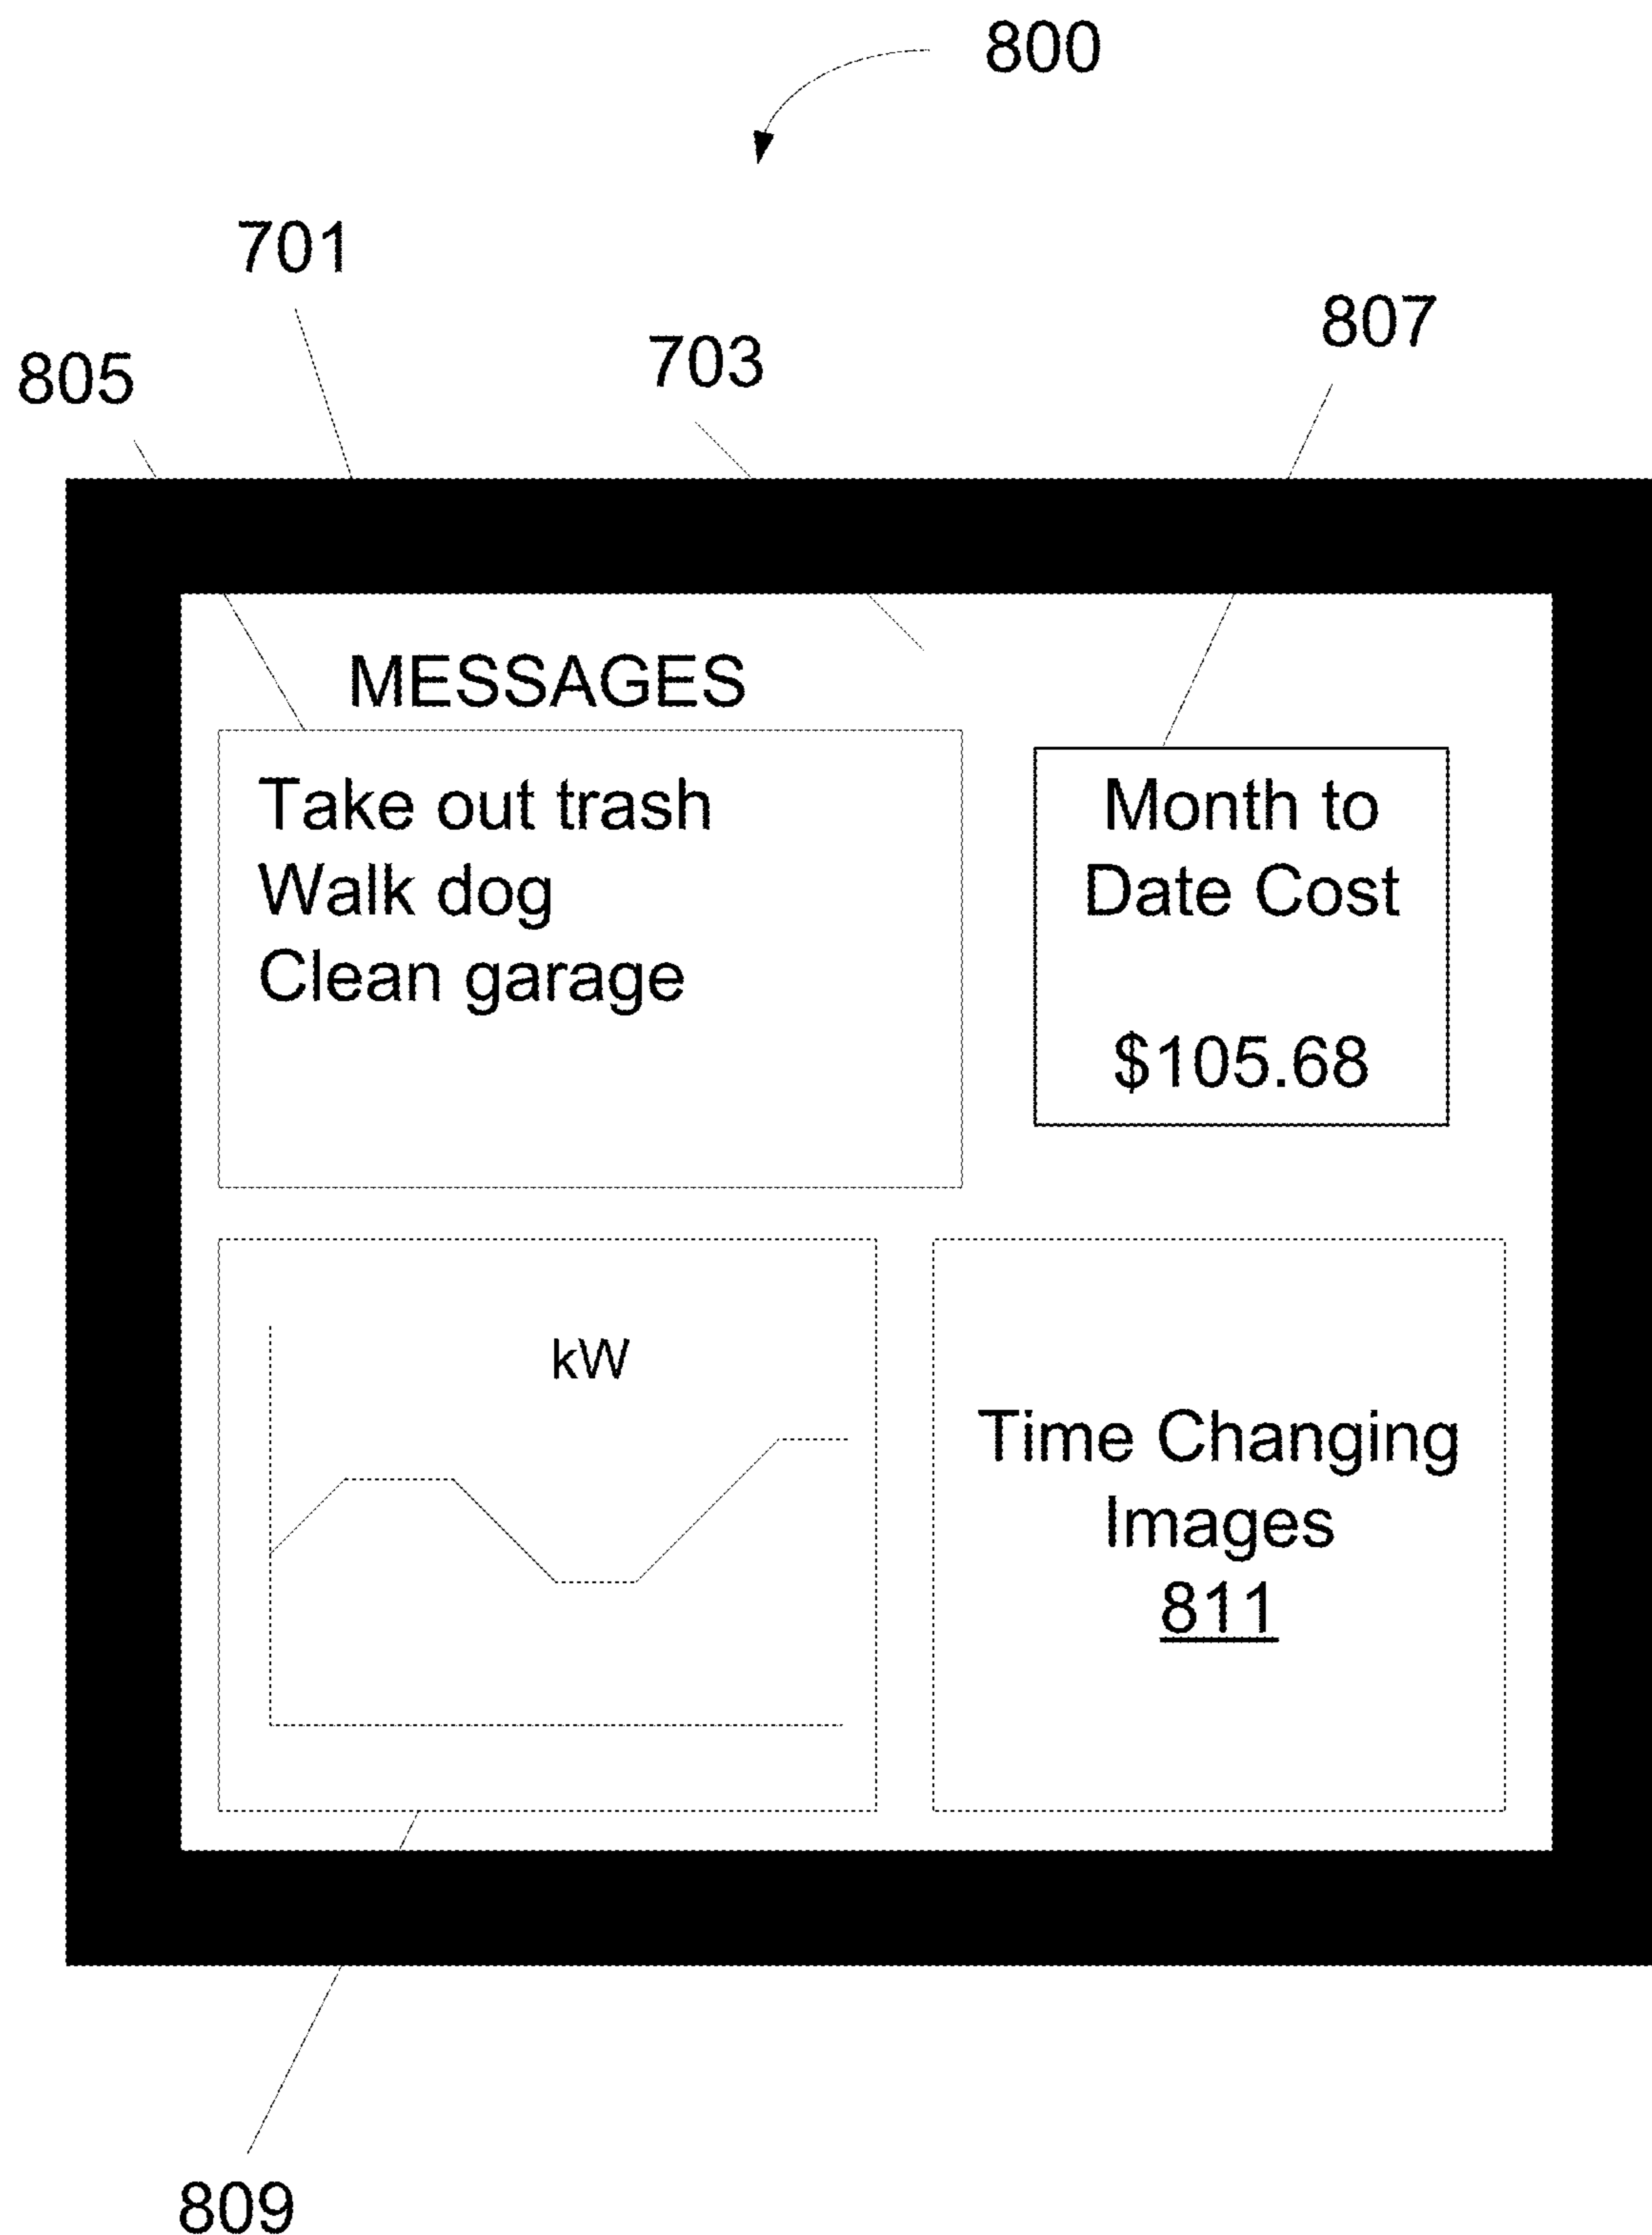 800
701
807
703
805
MESSAGES
Take out trash
Walk dog
Clean garage
Month to
Date Cost
$105.68
kW
Time Changing
Images
811
809